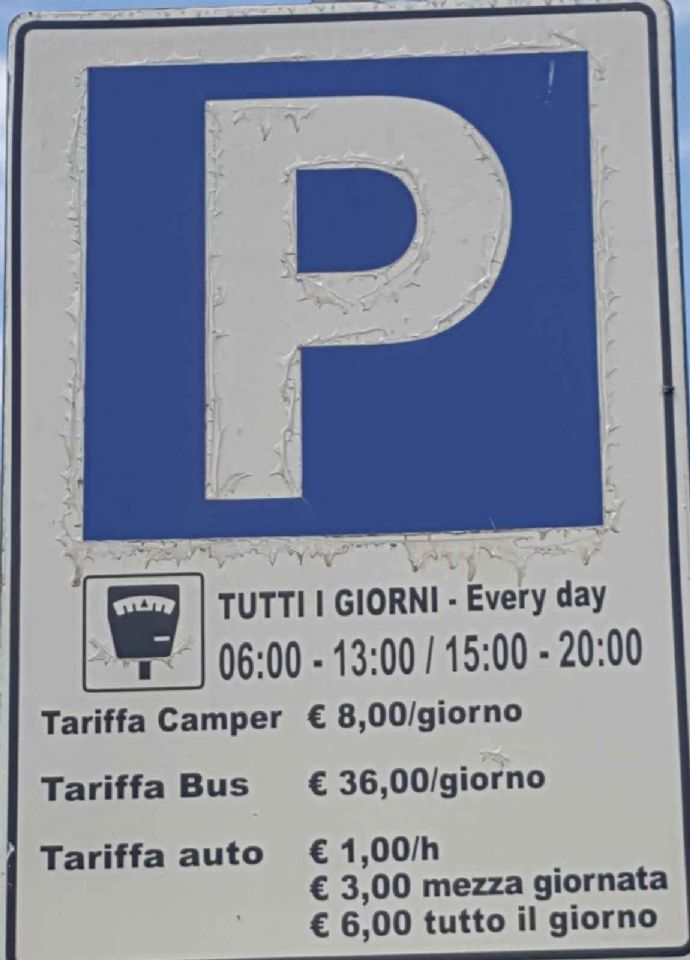 P
TUTTI I GIORNI - Every day
06:00 - 13:00 / 15:00 - 20:00
Tariffa Camper € 8,00/giorno
Tariffa Bus € 36,00/giorno
Tariffa auto € 1,00/h
€ 3,00 mezza giornata
€ 6,00 tutto il giorno